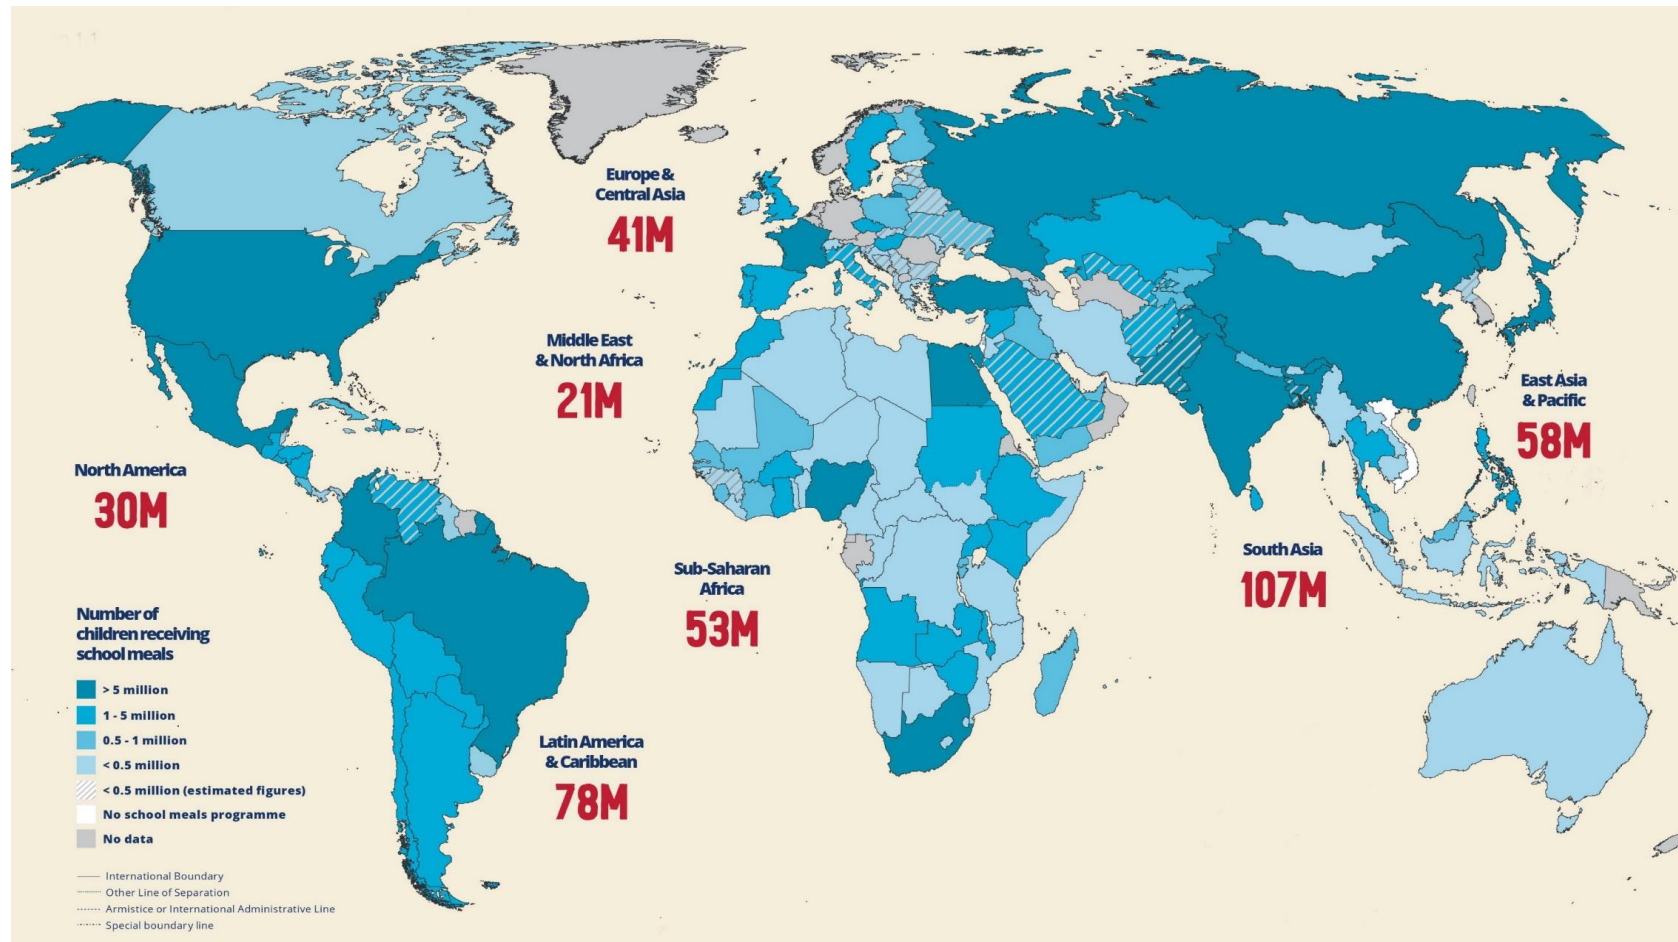 Europe &
Central Asia
41M
Middle East
& North Africa
21M
East Asia
& Pacific
58M
North America
30M
South Asia
107M
Sub-Saharan
Africa
53M
Latin America
& Caribbean
78M
Number of
children receiving
school meals
> 5 million
1 - 5 million
0.5 - 1 million
< 0.5 million
< 0.5 million (estimated figures)
No school meals programme
No data
International Boundary
Other Line of Separation
Armistice or International Administrative Line
Special boundary line